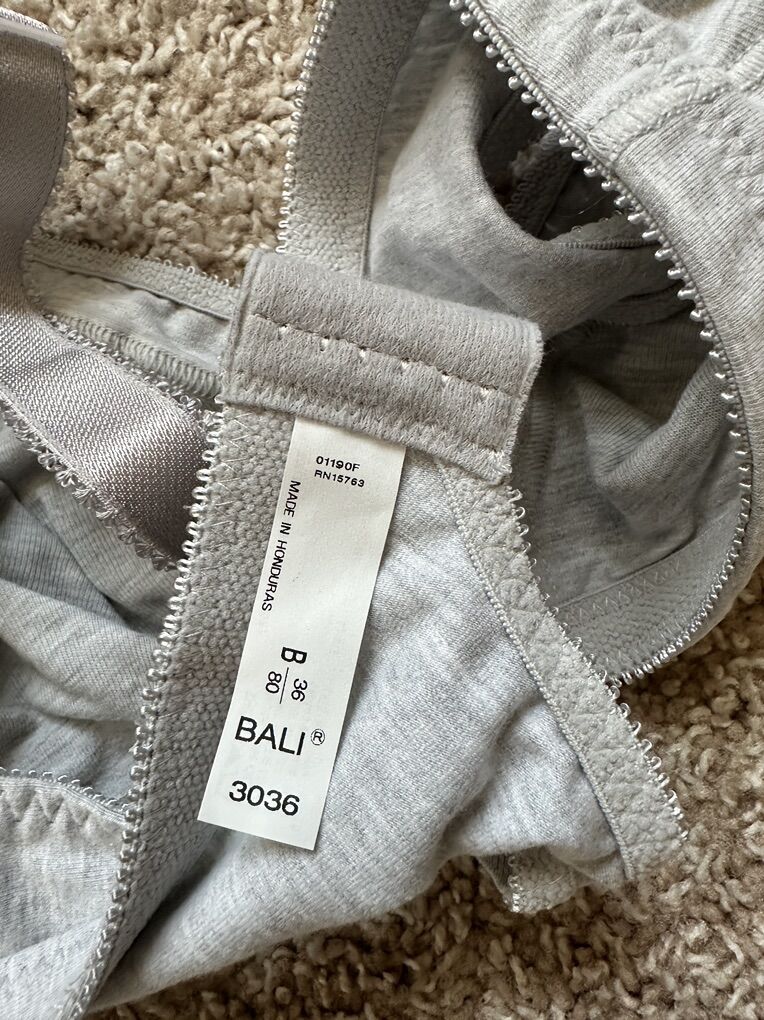 01190F
RN15763
MADE IN HONDURAS
B 36
80
BALI®
3036